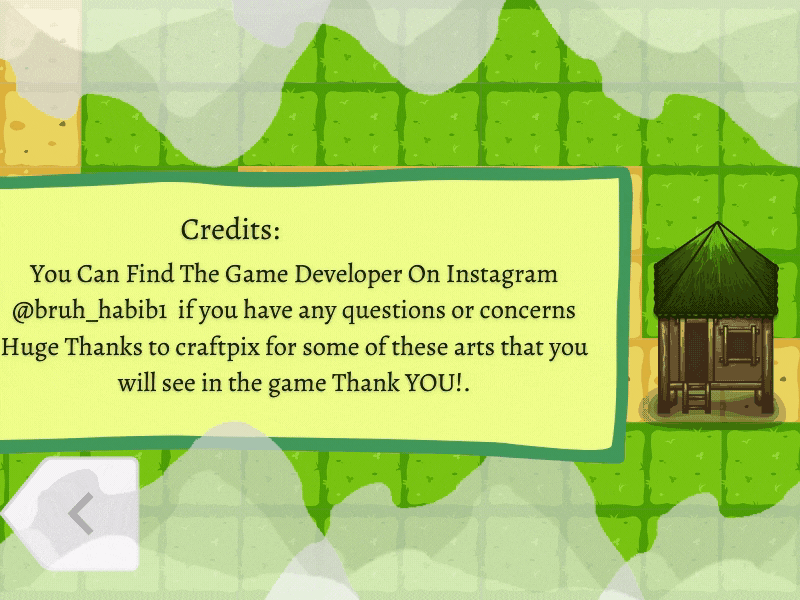 Credits:
You Can Find The Game Developer On Instagram
@bruh_habib1 if you have any questions or concerns
Huge Thanks to craftpix for some of these arts that you
will see in the game Thank YOU!.